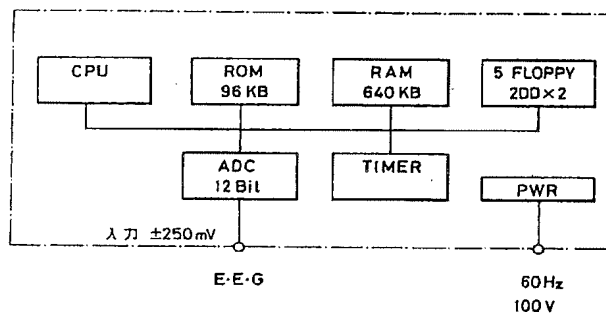 CPU
ROM
96 KB
RAM
640 KB
5 FLOPPY
2DD×2
ADC
12 Bit
TIMER
PWR
入力 ±250mV
E·E·G
60Hz
100V